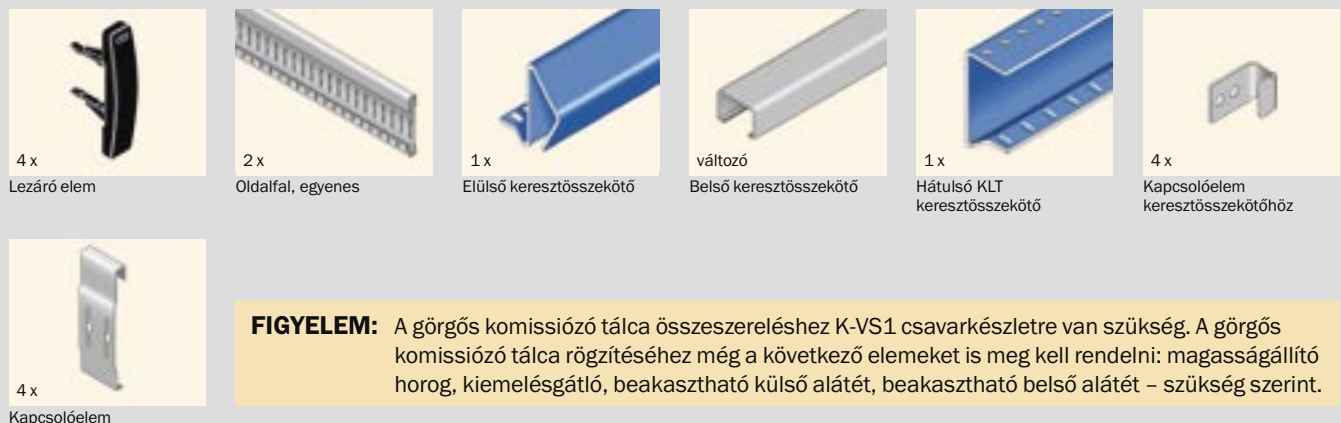 4 x
Lezáró elem
2 x
Oldalfal, egyenes
1 x
Elülső keresztösszekötő
változó
Belső keresztösszekötő
1 x
Hátulsó KLT
keresztösszekötő
4 x
Kapcsolóelem
keresztösszekötőhöz
4 x
Kapcsolóelem
FIGYELEM: A görgős komissiózó tálca összeszereléshez K-VS1 csavarkészletre van szükség. A görgős
komissiózó tálca rögzítéséhez még a következő elemeket is meg kell rendelni: magasságállító
horog, kiemelésgátló, beakasztható külső alátét, beakasztható belső alátét – szükség szerint.